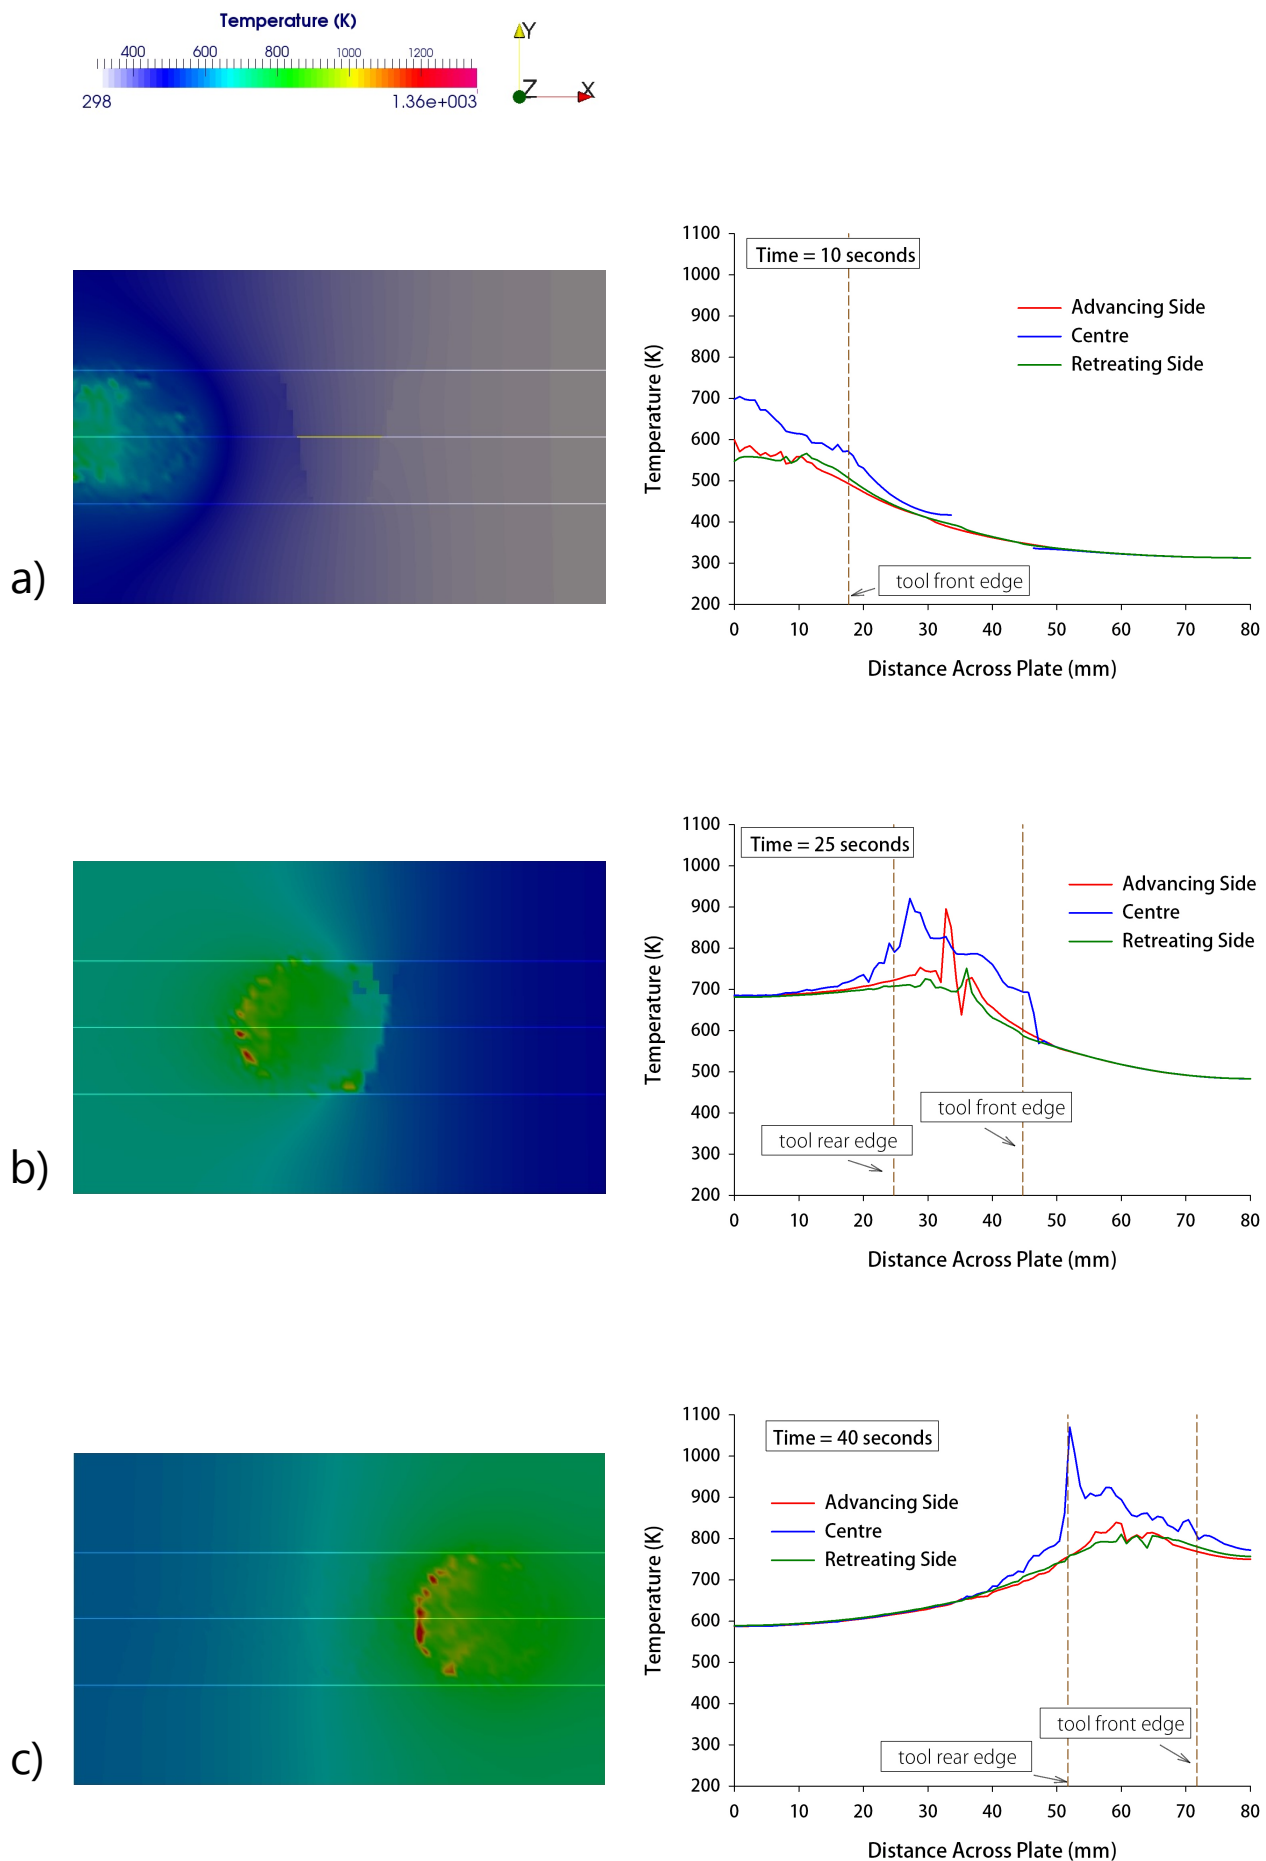 Temperature (K)
400 600 800 1000 1200
298 1.36e+003
Y
Z X
a)
1100
1000
900
800
700
600
500
400
300
200
Temperature (K)
Time = 10 seconds
Advancing Side
Centre
Retreating Side
tool front edge
0 10 20 30 40 50 60 70 80
Distance Across Plate (mm)
b)
1100
1000
900
800
700
600
500
400
300
200
Temperature (K)
Time = 25 seconds
Advancing Side
Centre
Retreating Side
tool front edge
tool rear edge
0 10 20 30 40 50 60 70 80
Distance Across Plate (mm)
c)
1100
1000
900
800
700
600
500
400
300
200
Temperature (K)
Time = 40 seconds
Advancing Side
Centre
Retreating Side
tool front edge
tool rear edge
0 10 20 30 40 50 60 70 80
Distance Across Plate (mm)